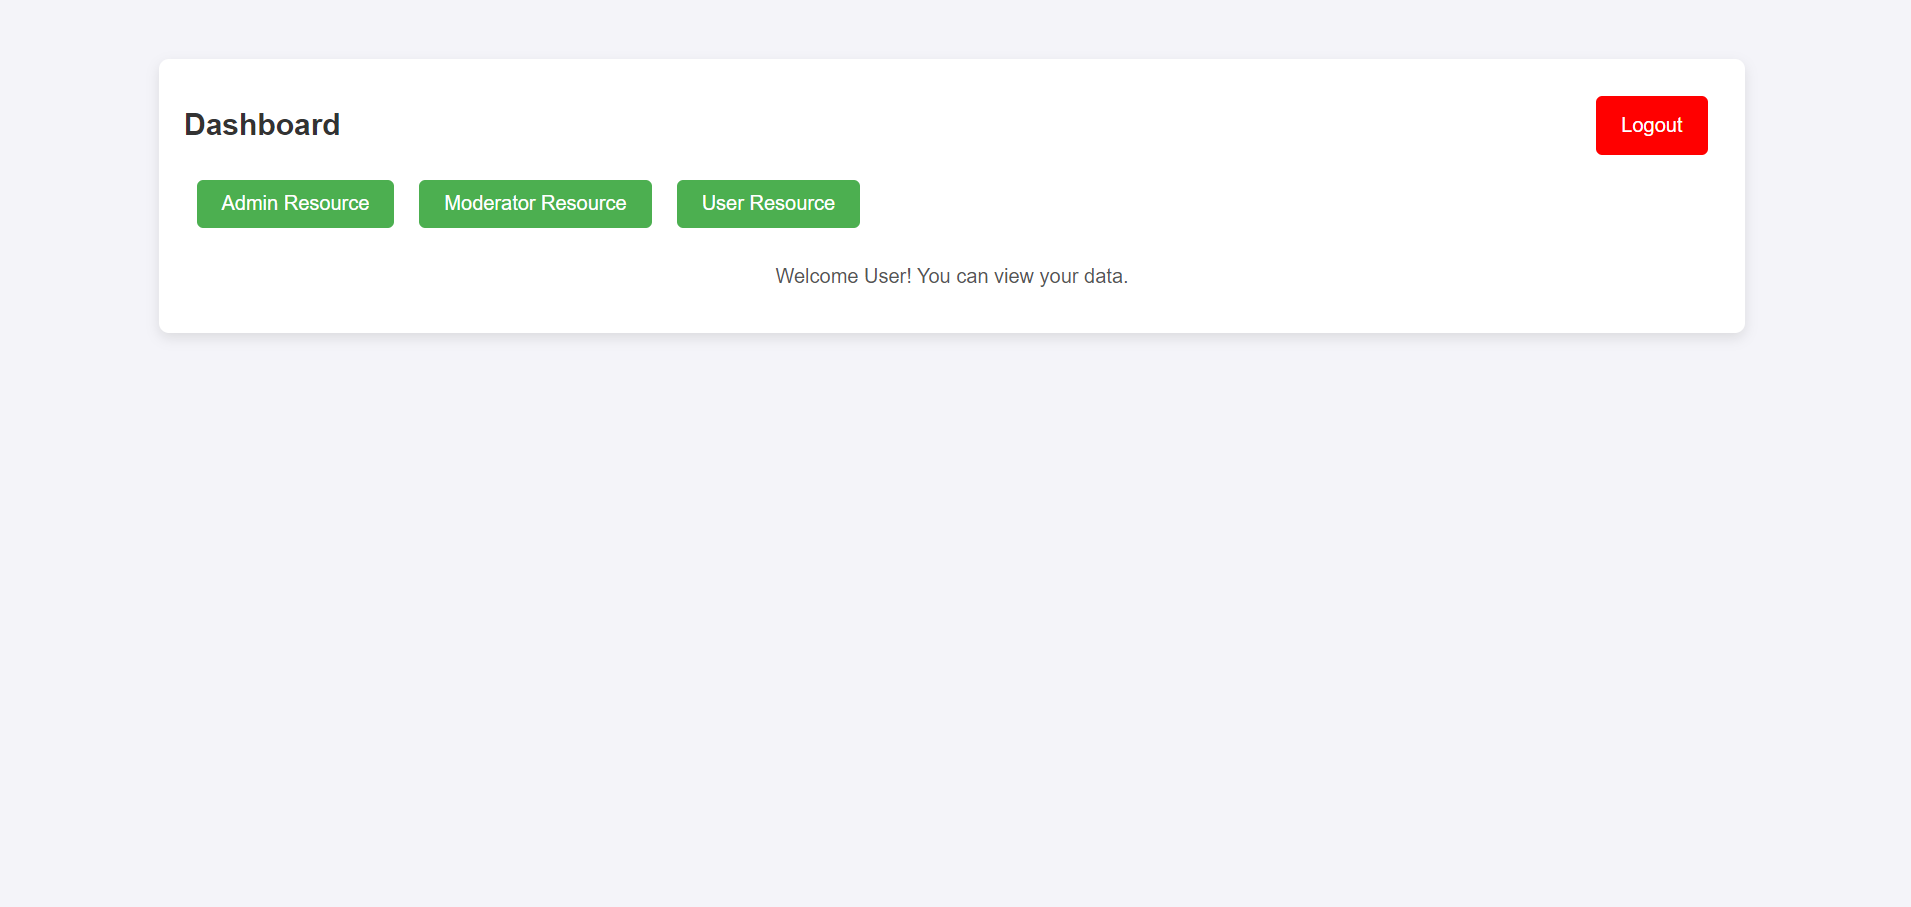 Dashboard
Logout
Admin Resource
Moderator Resource
User Resource
Welcome User! You can view your data.